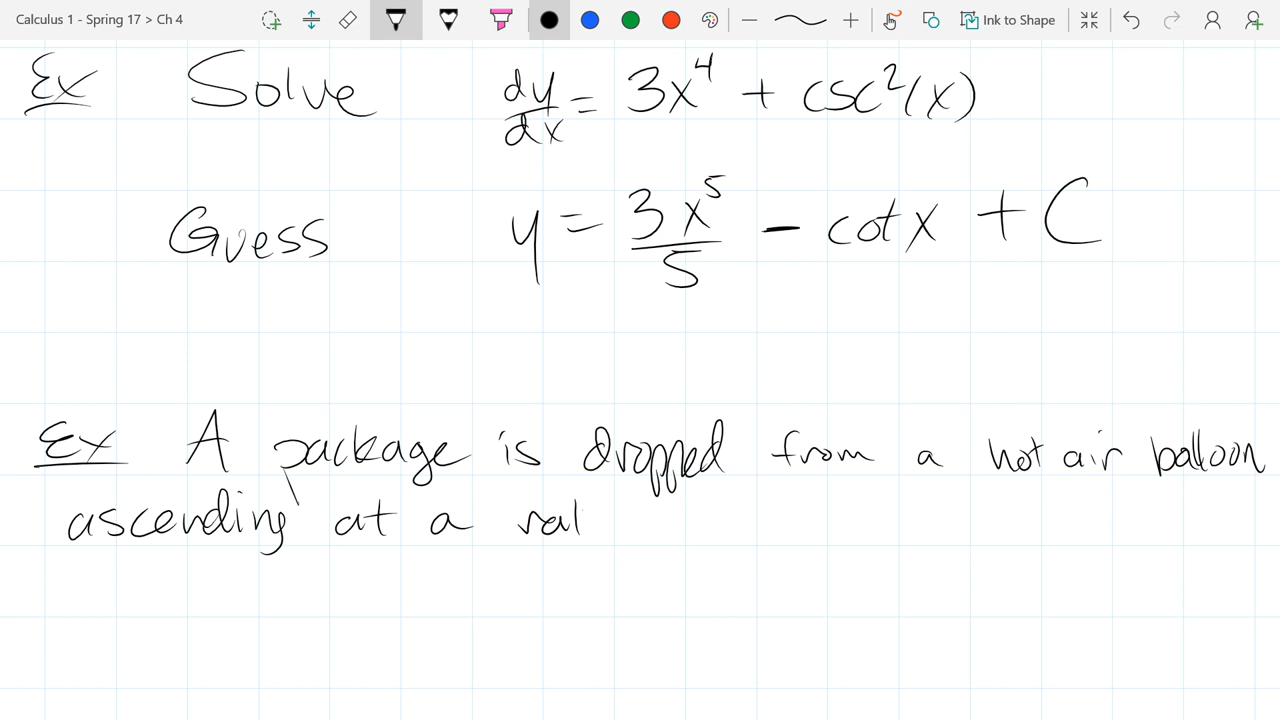 Calculus 1 - Spring 17 > Ch 4
Ink to Shape
Ex Solve dy/dx = 3x^4 + csc^2(x)
Guess y = 3x^5/5 - cot x + C
Ex A package is dropped from a hot air balloon
ascending at a rat